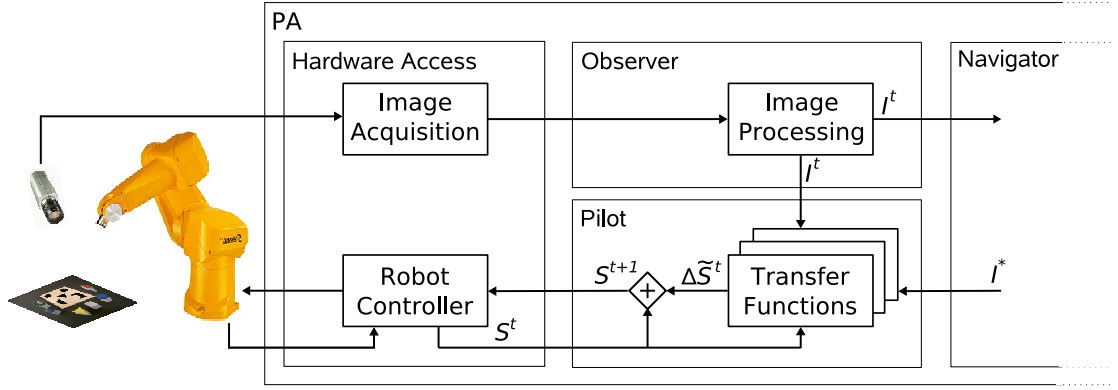 PA
Hardware Access
Observer
Navigator
Image
Acquisition
Image
Processing
I^t
I^t
Pilot
Robot
Controller
S^{t+1}
+
ΔS̃^t
Transfer
Functions
I^*
S^t